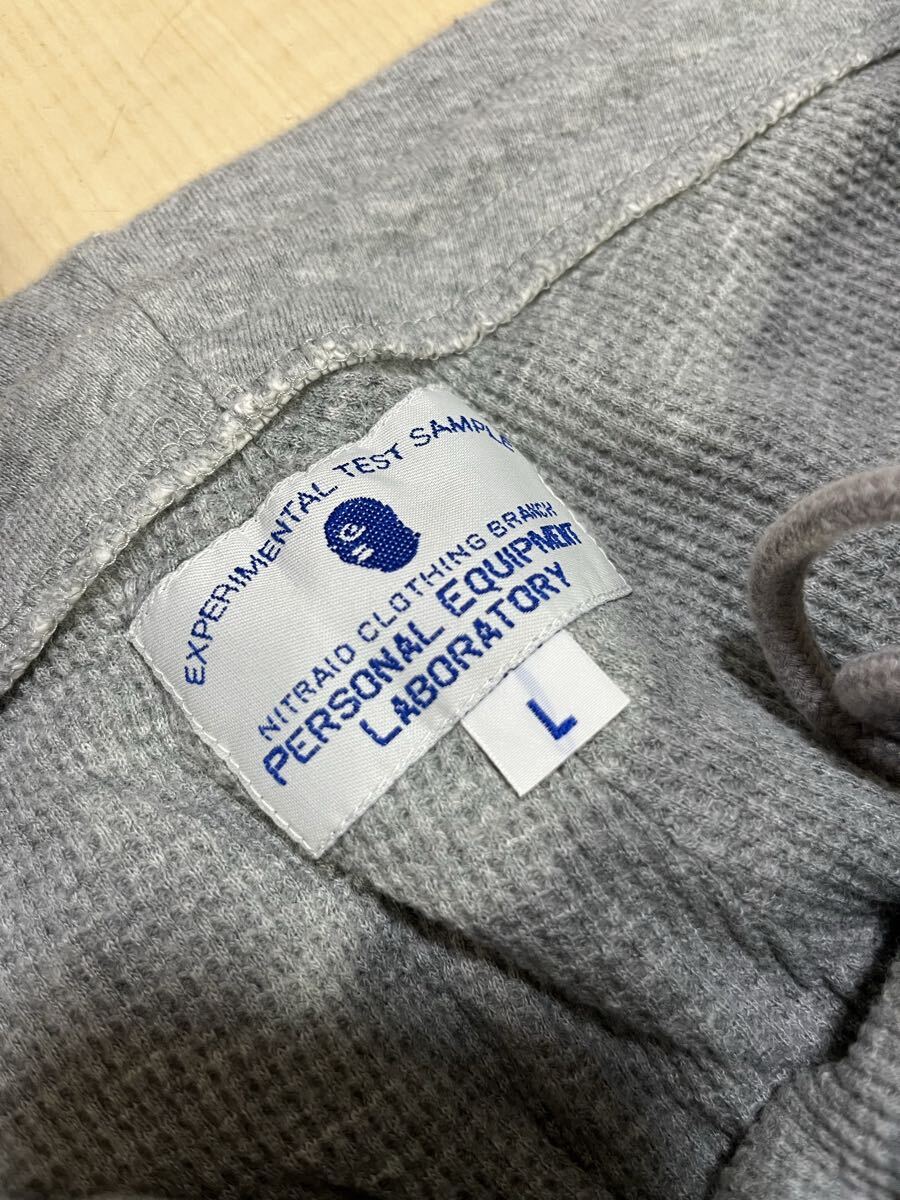 EXPERIMENTAL TEST SAMPLE
NITRAID CLOTHING BRANCH
PERSONAL EQUIPMENT
LABORATORY
L